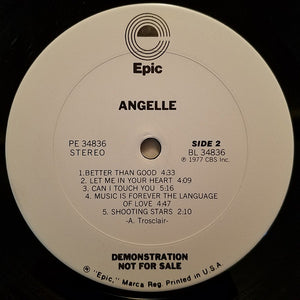 Epic
ANGELLE
PE 34836
STEREO
SIDE 2
BL 34836
℗ 1977 CBS Inc.
1.BETTER THAN GOOD 4:33
2. LET ME IN YOUR HEART 4:09
3. CAN I TOUCH YOU 5:16
4. MUSIC IS FOREVER THE LANGUAGE
OF LOVE 4:47
5. SHOOTING STARS 2:10
-A. Trosclair-
DEMONSTRATION
NOT FOR SALE
® "Epic," Marca Reg. Printed in U.S.A.